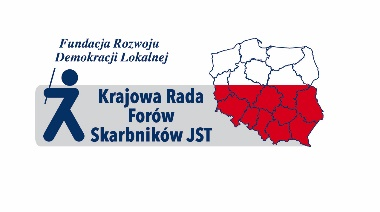 Fundacja Rozwoju
Demokracji Lokalnej
Krajowa Rada
Forów
Skarbników JST